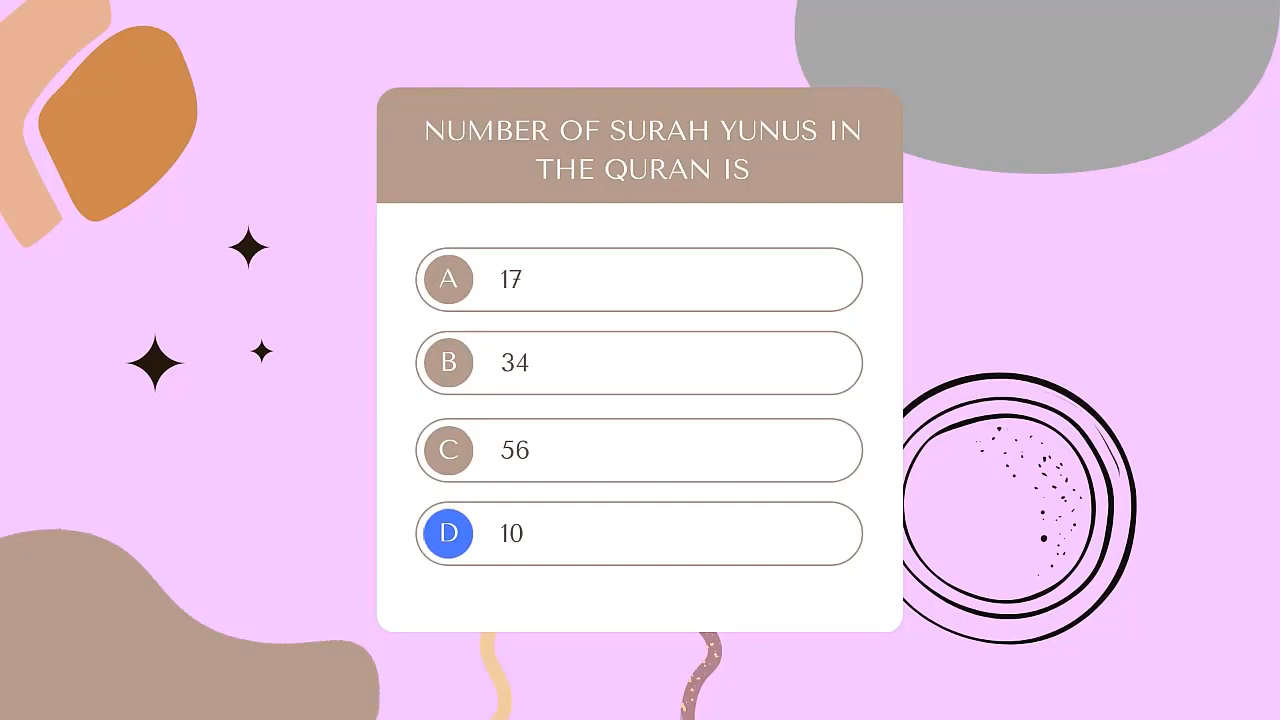 NUMBER OF SURAH YUNUS IN
THE QURAN IS
A 17
B 34
C 56
D 10